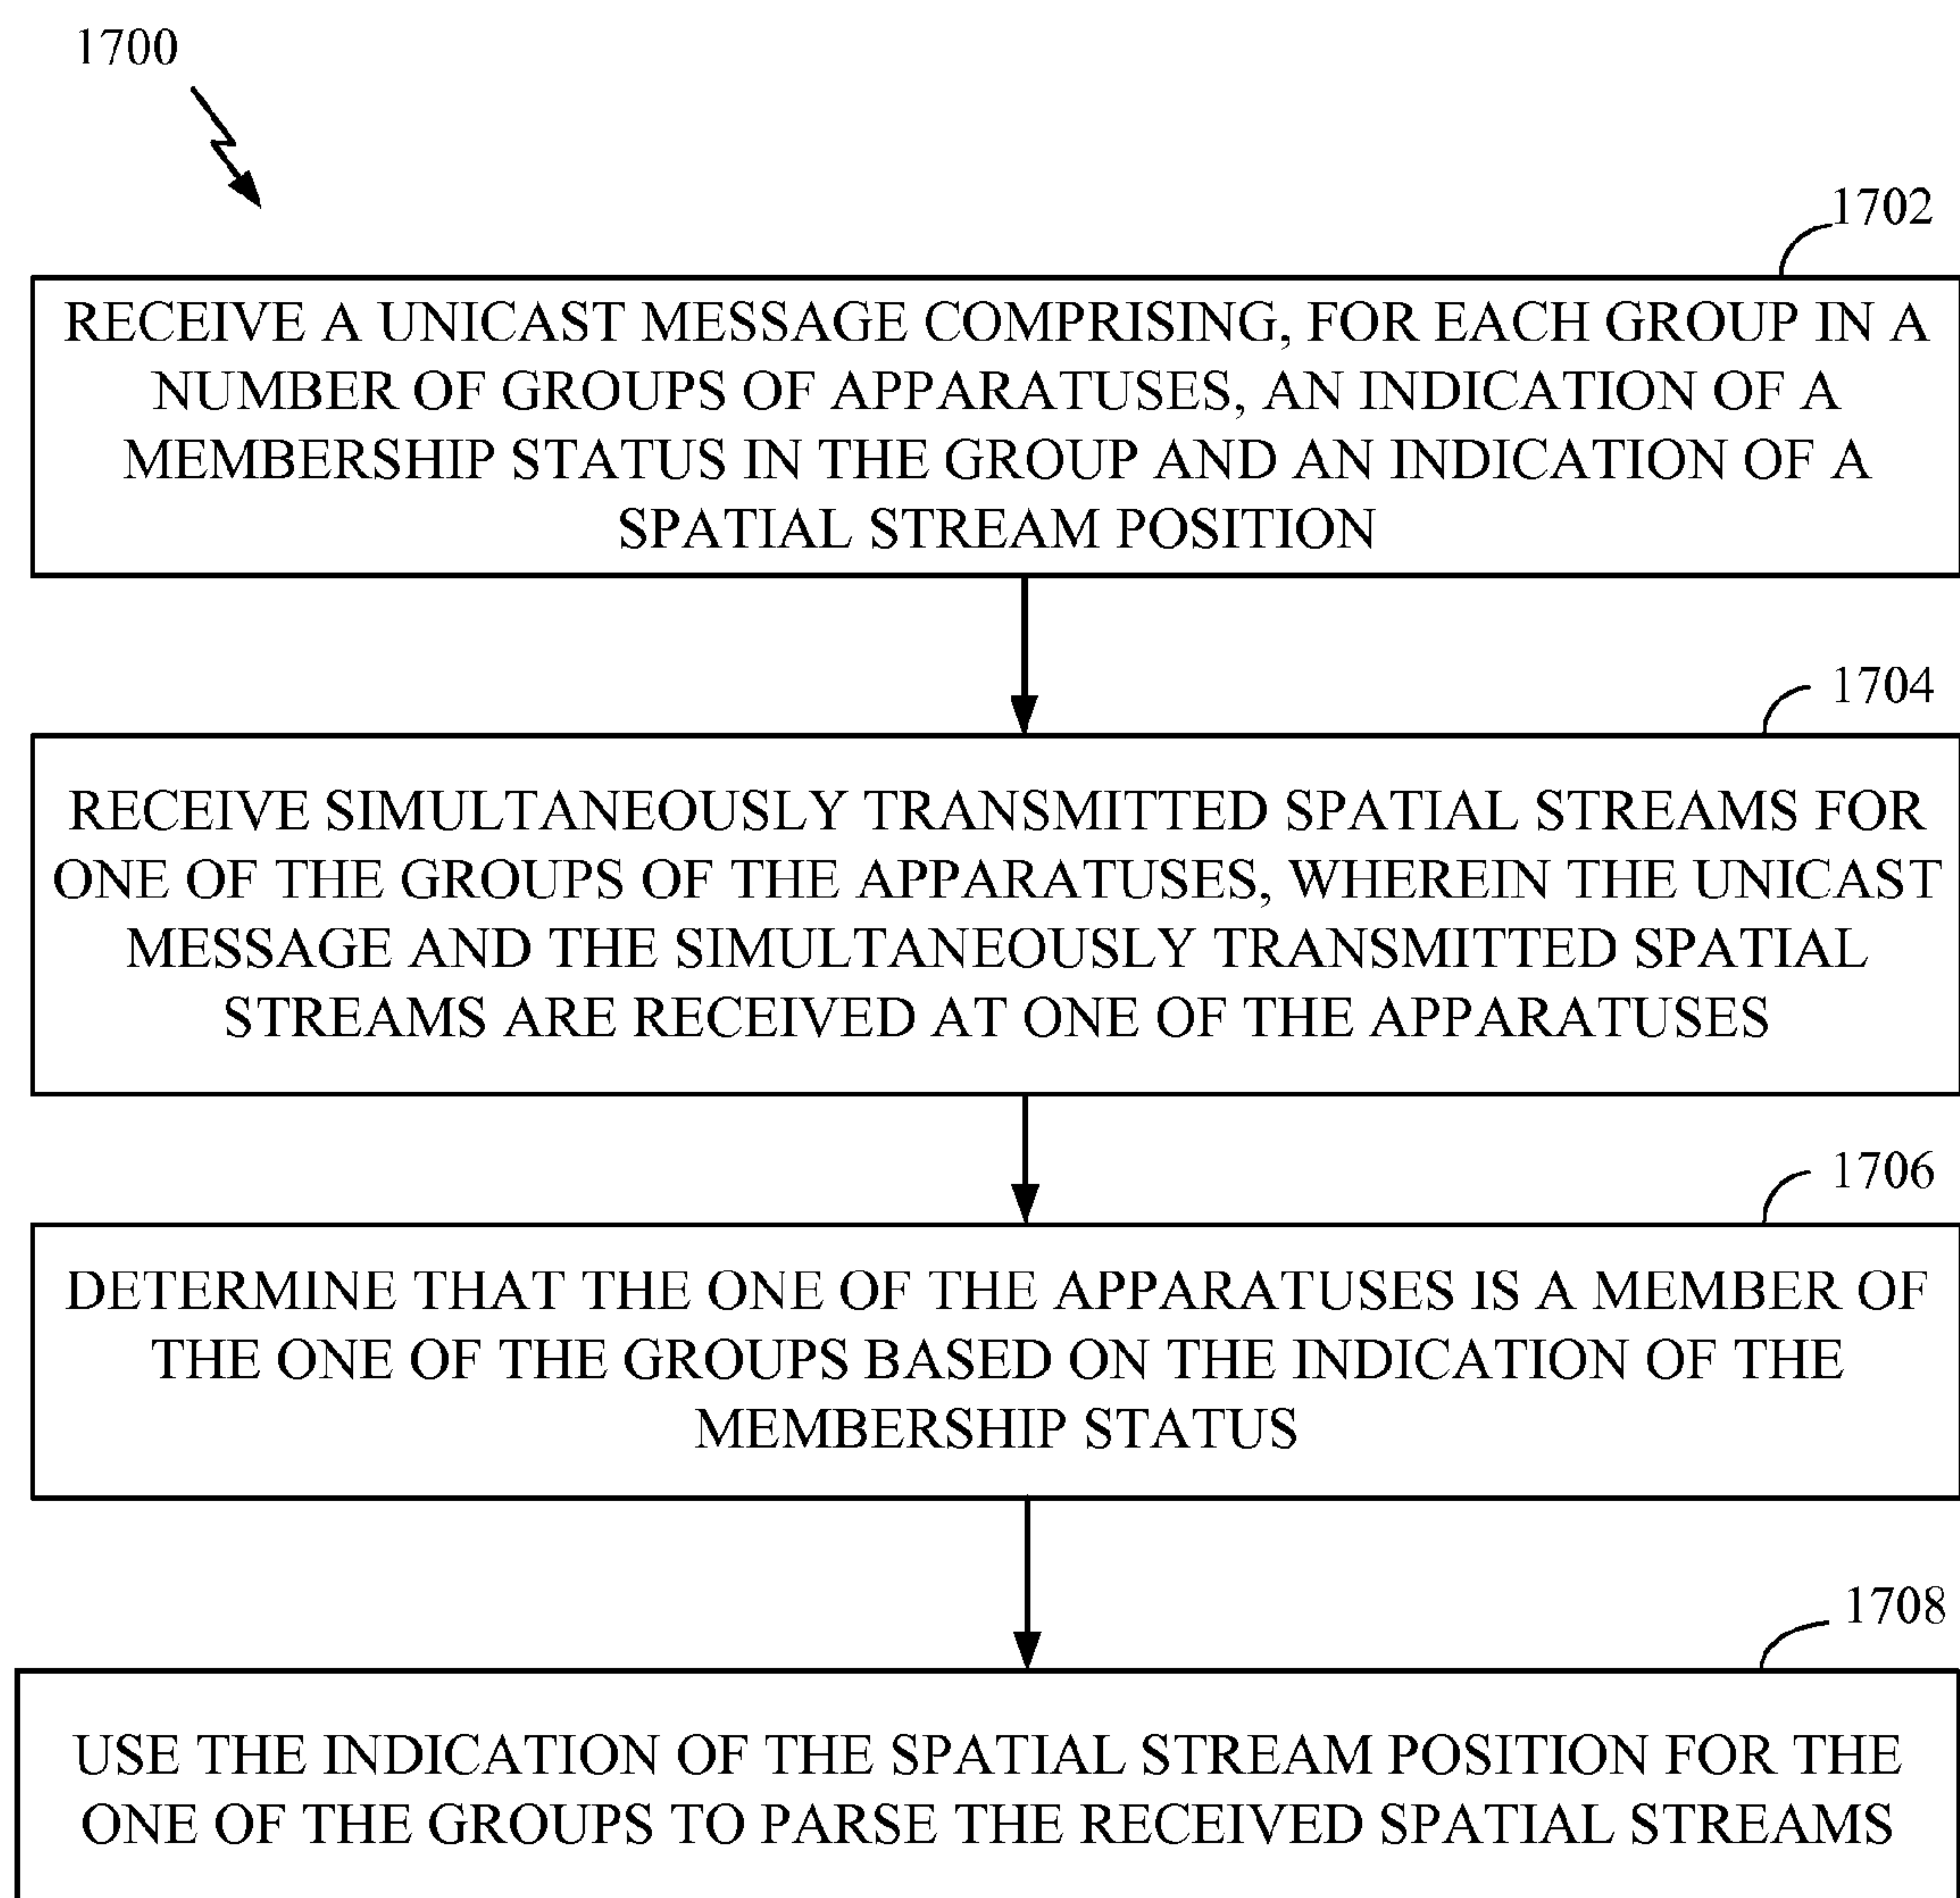 1700
1702
RECEIVE A UNICAST MESSAGE COMPRISING, FOR EACH GROUP IN A
NUMBER OF GROUPS OF APPARATUSES, AN INDICATION OF A
MEMBERSHIP STATUS IN THE GROUP AND AN INDICATION OF A
SPATIAL STREAM POSITION
1704
RECEIVE SIMULTANEOUSLY TRANSMITTED SPATIAL STREAMS FOR
ONE OF THE GROUPS OF THE APPARATUSES, WHEREIN THE UNICAST
MESSAGE AND THE SIMULTANEOUSLY TRANSMITTED SPATIAL
STREAMS ARE RECEIVED AT ONE OF THE APPARATUSES
1706
DETERMINE THAT THE ONE OF THE APPARATUSES IS A MEMBER OF
THE ONE OF THE GROUPS BASED ON THE INDICATION OF THE
MEMBERSHIP STATUS
1708
USE THE INDICATION OF THE SPATIAL STREAM POSITION FOR THE
ONE OF THE GROUPS TO PARSE THE RECEIVED SPATIAL STREAMS